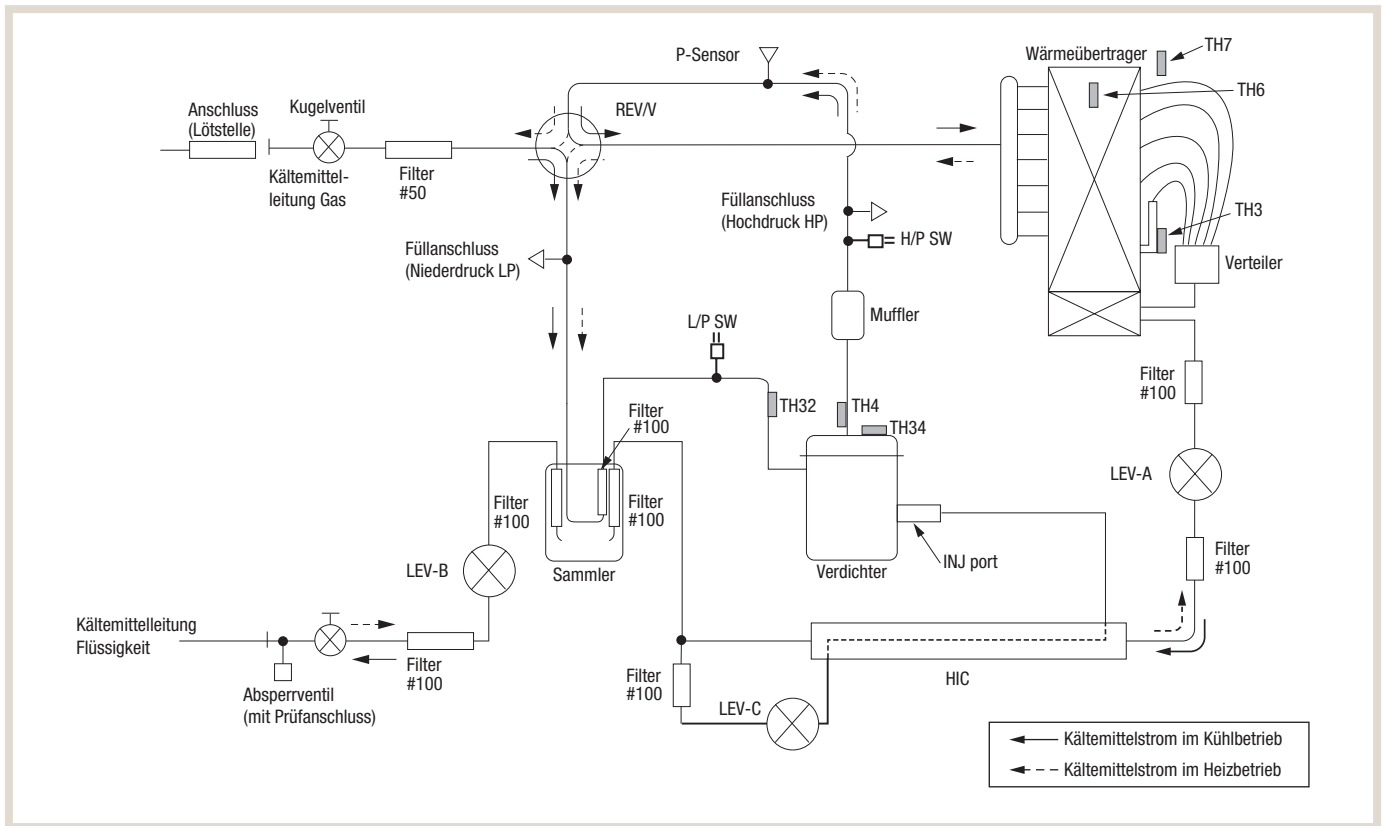 P-Sensor
Wärmeübertrager
TH7
TH6
Anschluss
(Lötstelle)
Kugelventil
REV/V
Kältemittel-
leitung Gas
Filter
#50
Füllanschluss
(Hochdruck HP)
TH3
H/P SW
Füllanschluss
(Niederdruck LP)
Verteiler
Muffler
L/P SW
Filter
#100
TH32
TH4
Filter
#100
TH34
LEV-A
Filter
#100
Filter
#100
INJ port
Filter
#100
LEV-B
Sammler
Verdichter
Kältemittelleitung
Flüssigkeit
Filter
#100
Absperrventil
(mit Prüfanschluss)
Filter
#100
HIC
LEV-C
Kältemittelstrom im Kühlbetrieb
Kältemittelstrom im Heizbetrieb